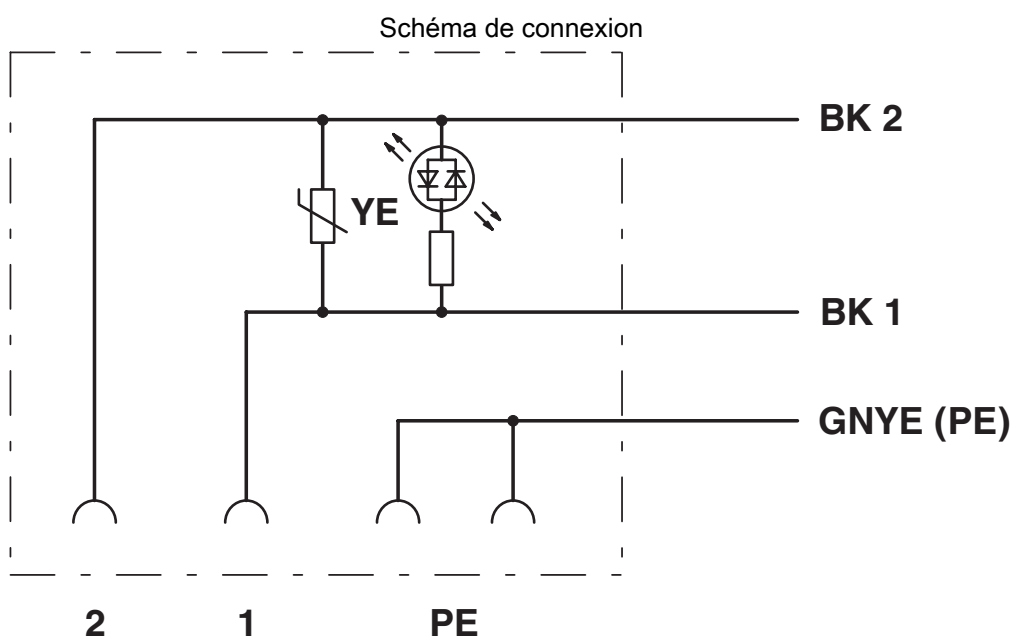 Schéma de connexion
BK 2
YE
BK 1
GNYE (PE)
2 1 PE